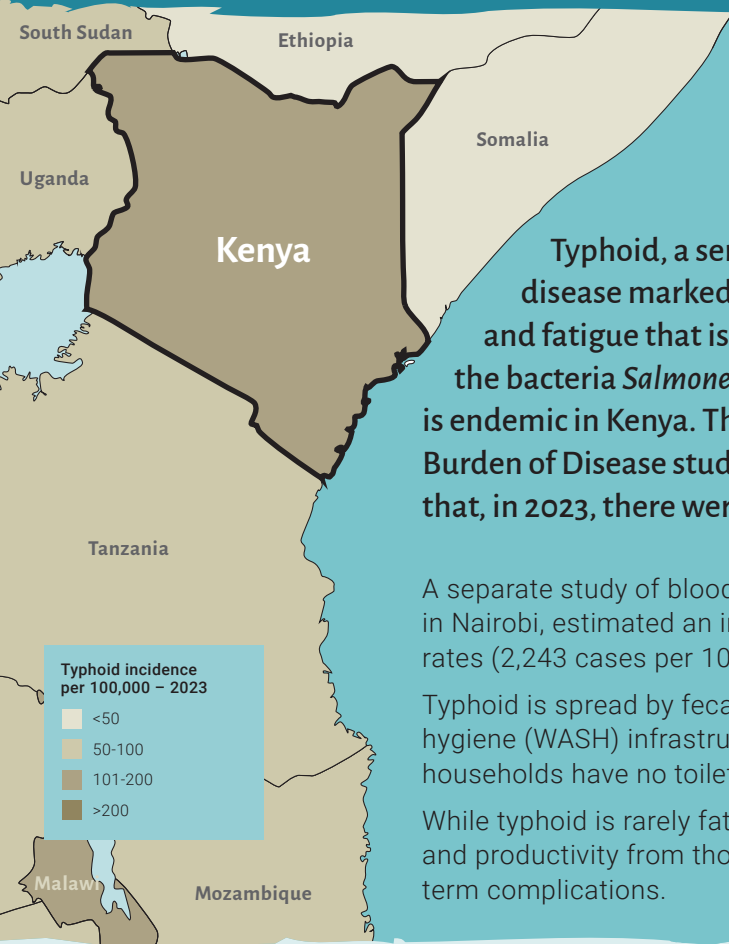 South Sudan
Ethiopia
Somalia
Uganda
Kenya
Typhoid, a ser
disease marked
and fatigue that is
the bacteria Salmone
is endemic in Kenya. Th
Burden of Disease stud
that, in 2023, there wer
Tanzania
A separate study of blood
in Nairobi, estimated an in
rates (2,243 cases per 10
Typhoid is spread by feca
hygiene (WASH) infrastru
households have no toilet
While typhoid is rarely fat
and productivity from tho
term complications.
Typhoid incidence
per 100,000 – 2023
<50
50-100
101-200
>200
Malawi
Mozambique